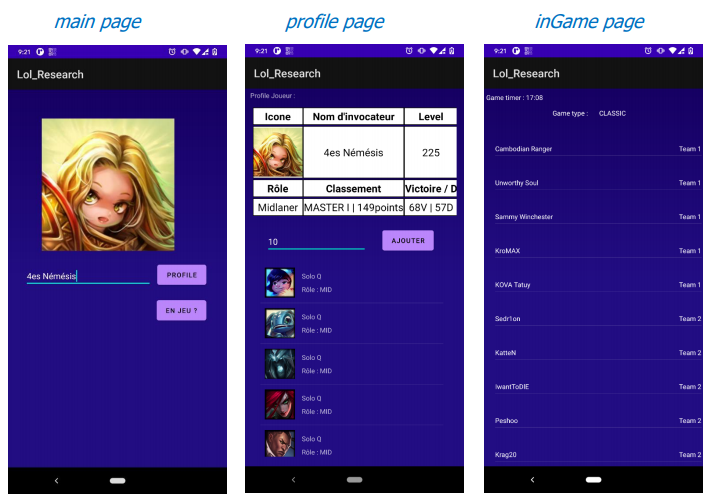 main page
profile page
inGame page
9:21
Lol_Research
4es Némésis
PROFILE
EN JEU ?
9:21
Lol_Research
Profile Joueur :
Icone Nom d'invocateur Level
4es Némésis 225
Rôle Classement Victoire / D
Midlaner MASTER I | 149points 68V | 57D
10 AJOUTER
Solo Q
Rôle : MID
Solo Q
Rôle : MID
Solo Q
Rôle : MID
Solo Q
Rôle : MID
Solo Q
Rôle : MID
9:21
Lol_Research
Game timer : 17:08
Game type : CLASSIC
Cambodian Ranger Team 1
Unworthy Soul Team 1
Sammy Winchester Team 1
KroMAX Team 1
KOVA Tatuy Team 1
Sedr1on Team 2
KatteN Team 2
IwantToDIE Team 2
Peshoo Team 2
Krag20 Team 2